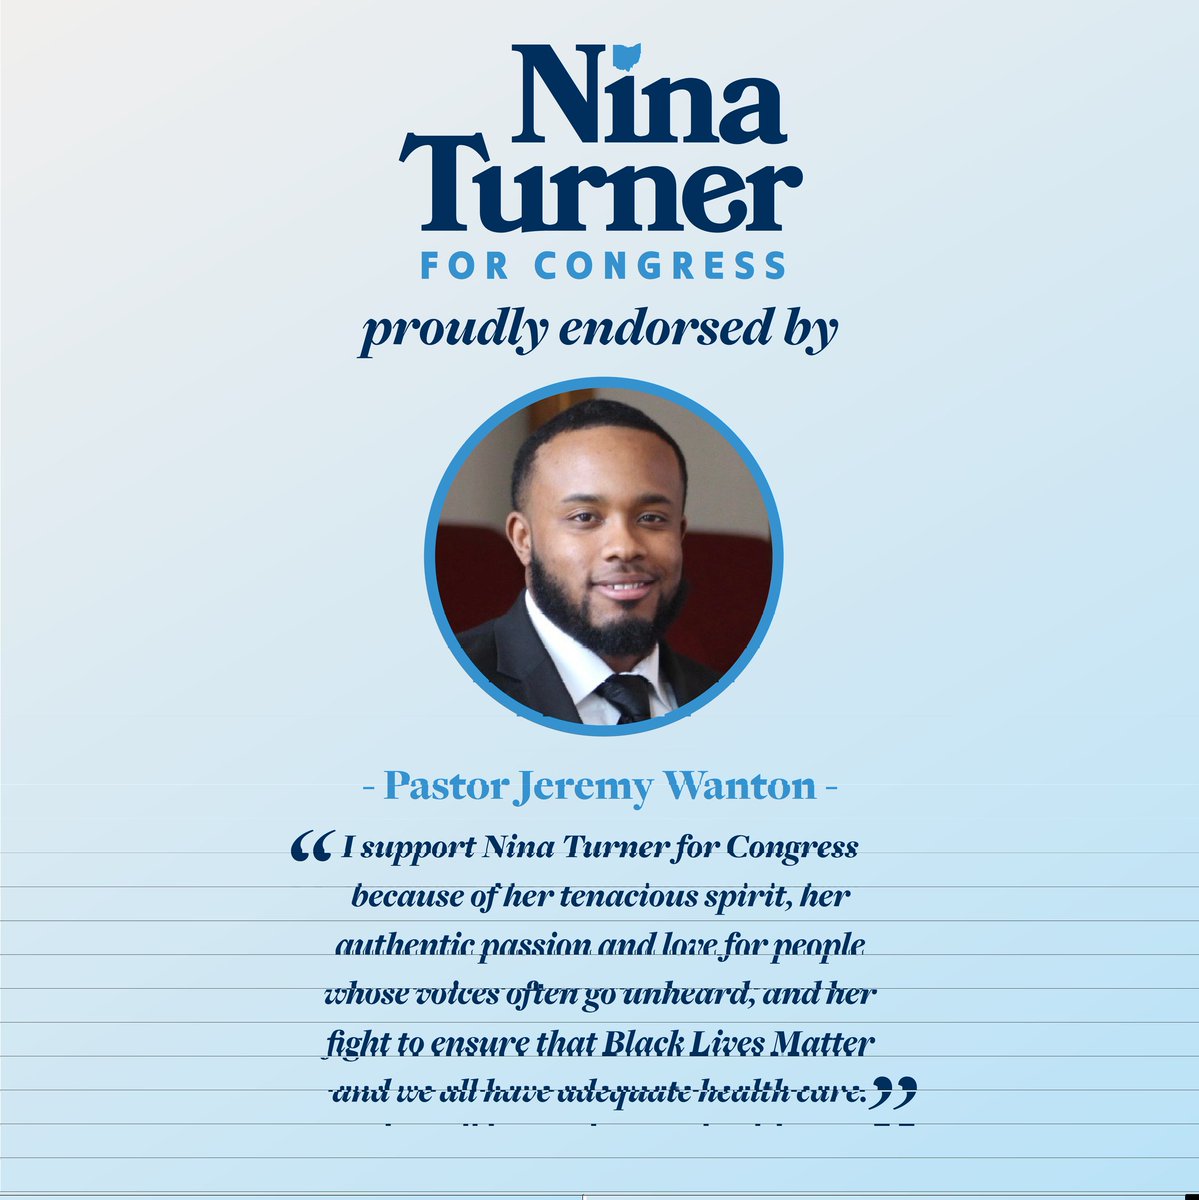 Nina
Turner
FOR CONGRESS
proudly endorsed by
- Pastor Jeremy Wanton -
“ I support Nina Turner for Congress
because of her tenacious spirit, her
authentic passion and love for people
whose voices often go unheard, and her
fight to ensure that Black Lives Matter
and we all have adequate health care. ”